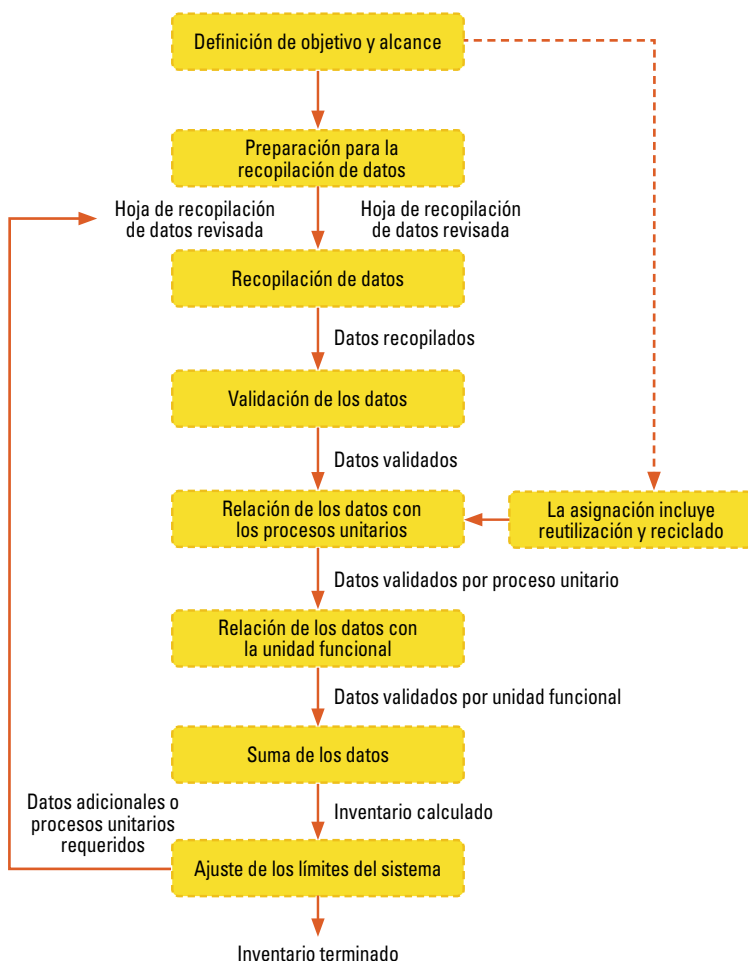 Definición de objetivo y alcance
Preparación para la
recopilación de datos
Hoja de recopilación
de datos revisada
Hoja de recopilación
de datos revisada
Recopilación de datos
Datos recopilados
Validación de los datos
Datos validados
Relación de los datos con
los procesos unitarios
La asignación incluye
reutilización y reciclado
Datos validados por proceso unitario
Relación de los datos con
la unidad funcional
Datos validados por unidad funcional
Suma de los datos
Datos adicionales o
procesos unitarios
requeridos
Inventario calculado
Ajuste de los límites del sistema
Inventario terminado